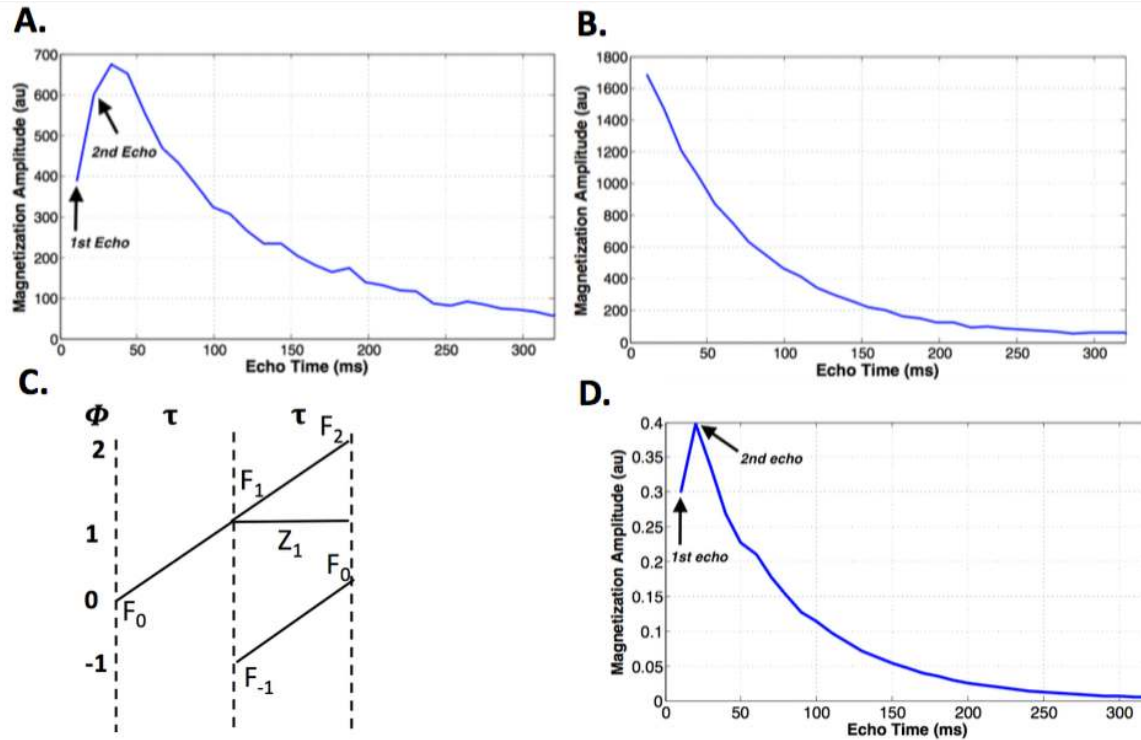 A.
Magnetization Amplitude (au)
700
600
500
400
300
200
100
0
2nd Echo
1st Echo
0 50 100 150 200 250 300
Echo Time (ms)
B.
Magnetization Amplitude (au)
1800
1600
1400
1200
1000
800
600
400
200
0
0 50 100 150 200 250 300
Echo Time (ms)
C.
Φ τ τ
2
1
0
-1
F₂
F₁
Z₁
F₀
F₀
F₋₁
D.
Magnetization Amplitude (au)
0.4
0.35
0.3
0.25
0.2
0.15
0.1
0.05
0
2nd echo
1st echo
0 50 100 150 200 250 300
Echo Time (ms)